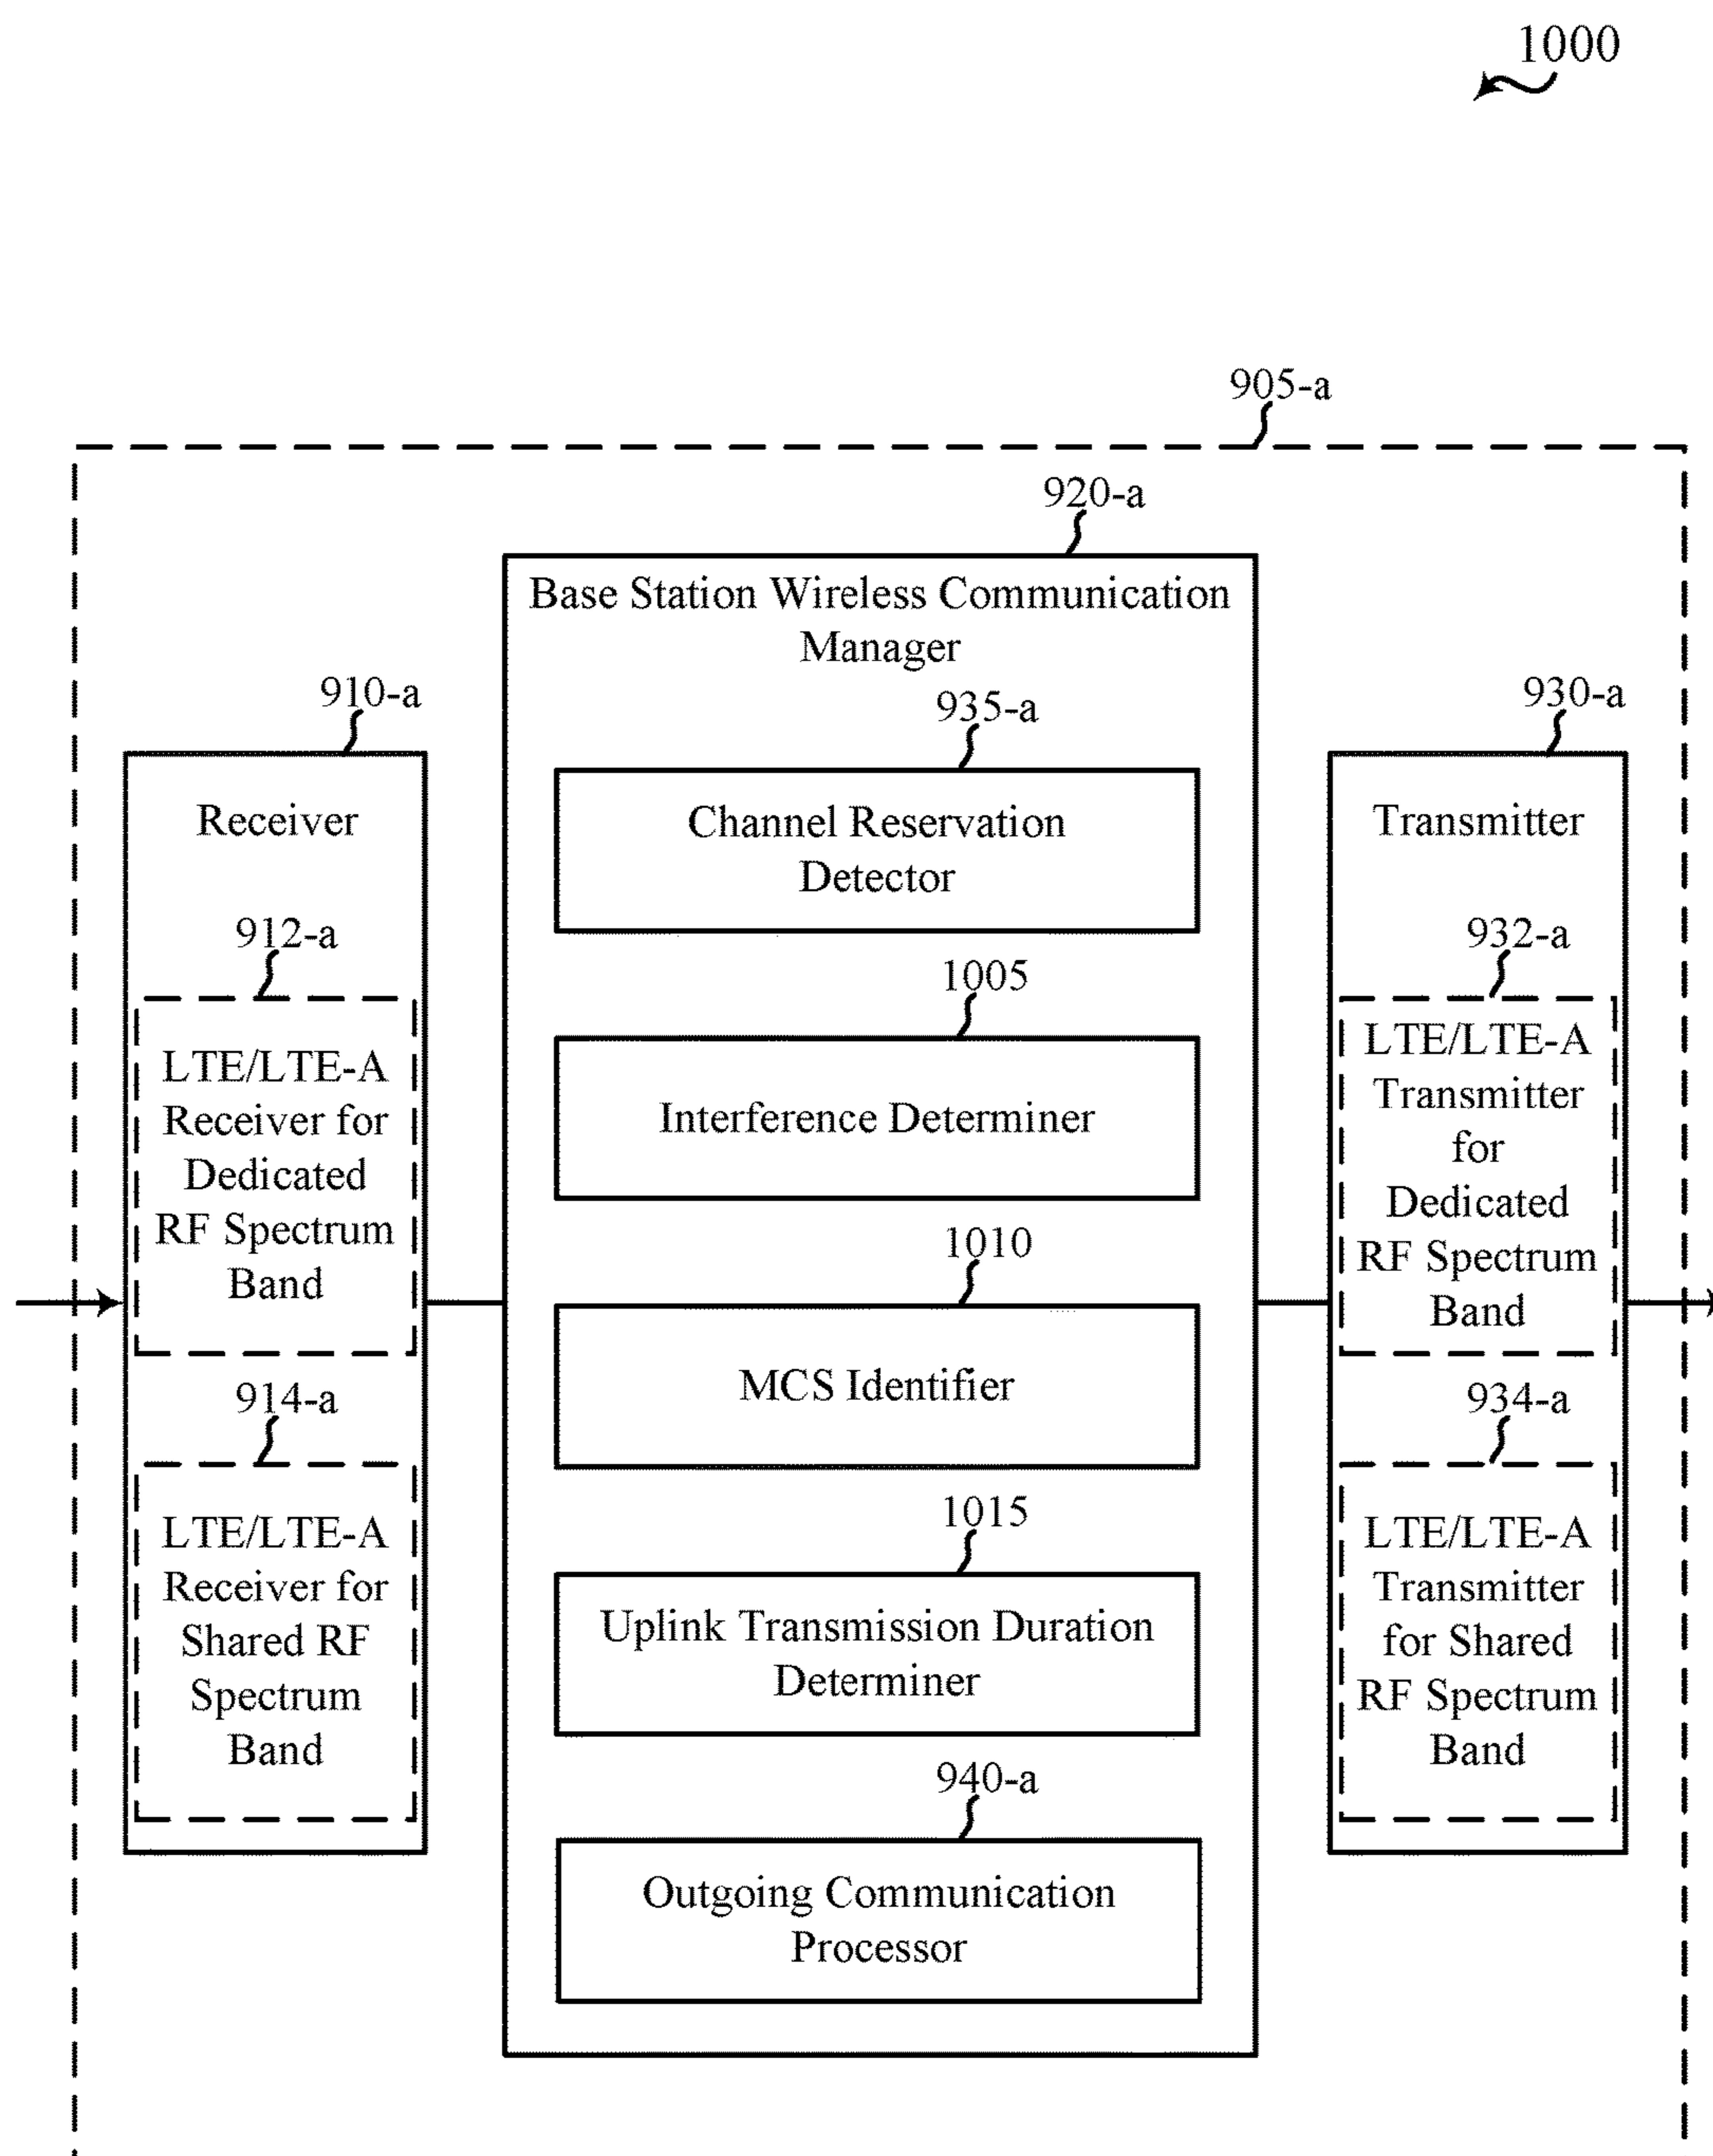 1000
905-a
920-a
Base Station Wireless Communication
Manager
910-a
Receiver
912-a
LTE/LTE-A
Receiver for
Dedicated
RF Spectrum
Band
914-a
LTE/LTE-A
Receiver for
Shared RF
Spectrum
Band
935-a
Channel Reservation
Detector
1005
Interference Determiner
1010
MCS Identifier
1015
Uplink Transmission Duration
Determiner
940-a
Outgoing Communication
Processor
930-a
Transmitter
932-a
LTE/LTE-A
Transmitter
for
Dedicated
RF Spectrum
Band
934-a
LTE/LTE-A
Transmitter
for Shared
RF Spectrum
Band